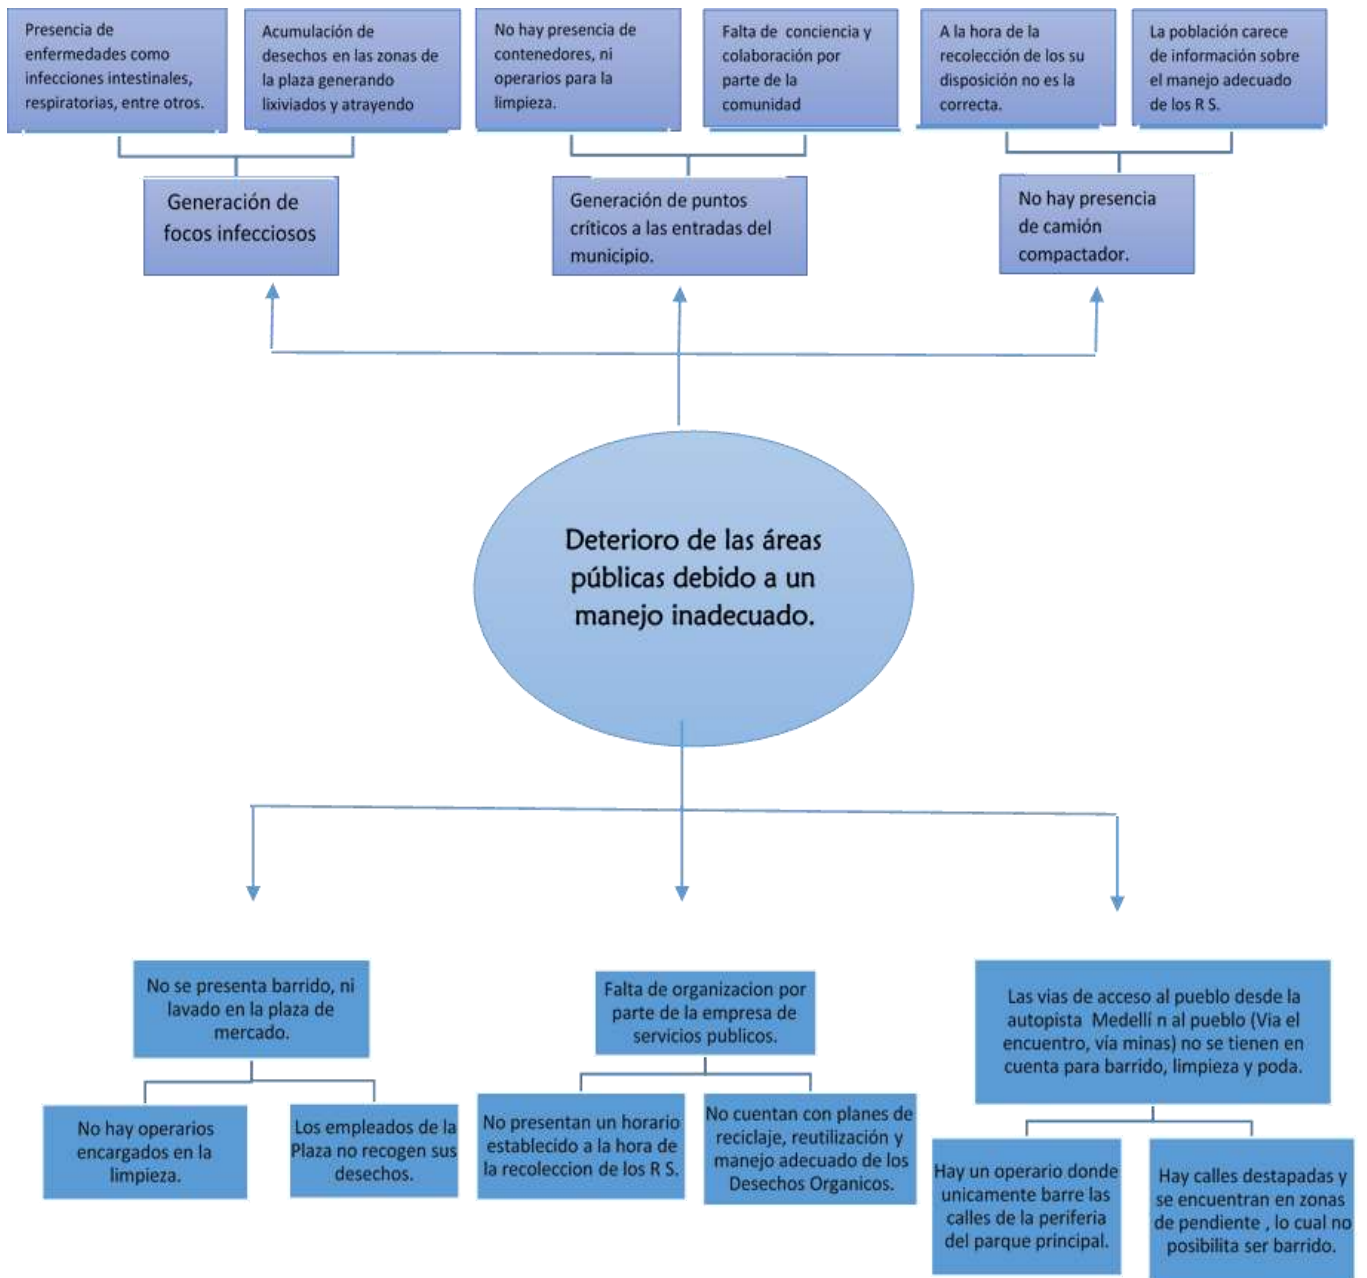 Presencia de
enfermedades como
infecciones intestinales,
respiratorias, entre otros.
Acumulación de
desechos en las zonas de
la plaza generando
lixiviados y atrayendo
No hay presencia de
contenedores, ni
operarios para la
limpieza.
Falta de conciencia y
colaboración por
parte de la
comunidad
A la hora de la
recolección de los su
disposición no es la
correcta.
La población carece
de información sobre
el manejo adecuado
de los R S.
Generación de
focos infecciosos
Generación de puntos
críticos a las entradas del
municipio.
No hay presencia
de camión
compactador.
Deterioro de las áreas
públicas debido a un
manejo inadecuado.
No se presenta barrido, ni
lavado en la plaza de
mercado.
Falta de organizacion por
parte de la empresa de
servicios publicos.
Las vias de acceso al pueblo desde la
autopista Medellí n al pueblo (Via el
encuentro, vía minas) no se tienen en
cuenta para barrido, limpieza y poda.
No hay operarios
encargados en la
limpieza.
Los empleados de la
Plaza no recogen sus
desechos.
No presentan un horario
establecido a la hora de
la recoleccion de los R S.
No cuentan con planes de
reciclaje, reutilización y
manejo adecuado de los
Desechos Organicos.
Hay un operario donde
unicamente barre las
calles de la periferia
del parque principal.
Hay calles destapadas y
se encuentran en zonas
de pendiente , lo cual no
posibilita ser barrido.